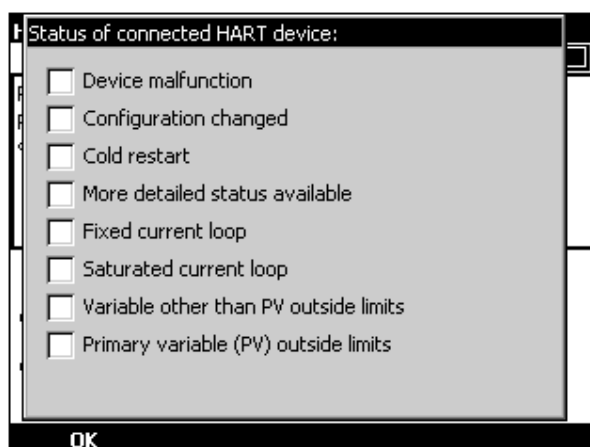 Status of connected HART device:
Device malfunction
Configuration changed
Cold restart
More detailed status available
Fixed current loop
Saturated current loop
Variable other than PV outside limits
Primary variable (PV) outside limits
OK